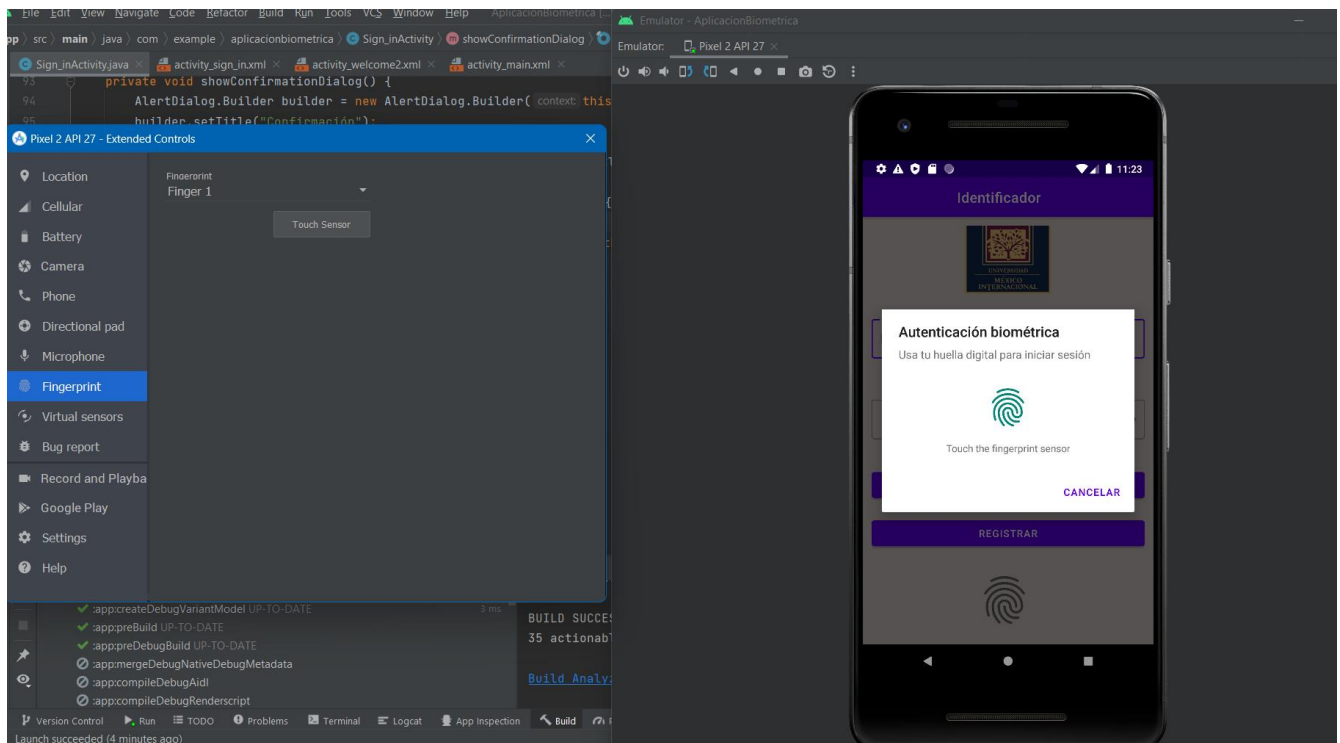 File Edit View Navigate Code Refactor Build Run Tools VCS Window Help AplicacionBiometrica [...
pp 〉 src 〉 main 〉 java 〉 com 〉 example 〉 aplicacionbiometrica 〉 Sign_inActivity 〉 showConfirmationDialog 〉
Sign_inActivity.java × activity_sign_in.xml × activity_welcome2.xml × activity_main.xml ×
93 private void showConfirmationDialog() {
94 AlertDialog.Builder builder = new AlertDialog.Builder( context: this
95 builder.setTitle("Confirmación");
Pixel 2 API 27 - Extended Controls
Location
Cellular
Battery
Camera
Phone
Directional pad
Microphone
Fingerprint
Virtual sensors
Bug report
Record and Playba
Google Play
Settings
Help
Fingerprint
Finger 1
Touch Sensor
:app:createDebugVariantModel UP-TO-DATE 3 ms
:app:preBuild UP-TO-DATE
:app:preDebugBuild UP-TO-DATE
:app:mergeDebugNativeDebugMetadata
:app:compileDebugAidl
:app:compileDebugRenderscript
BUILD SUCCES
35 actionab
Build Analy
Version Control Run TODO Problems Terminal Logcat App Inspection Build
Launch succeeded (4 minutes ago)
Emulator - AplicacionBiometrica
Emulator: Pixel 2 API 27 ×
11:23
Identificador
UNIVERSIDAD
MÉXICO
INTERNACIONAL
Autenticación biométrica
Usa tu huella digital para iniciar sesión
Touch the fingerprint sensor
CANCELAR
REGISTRAR